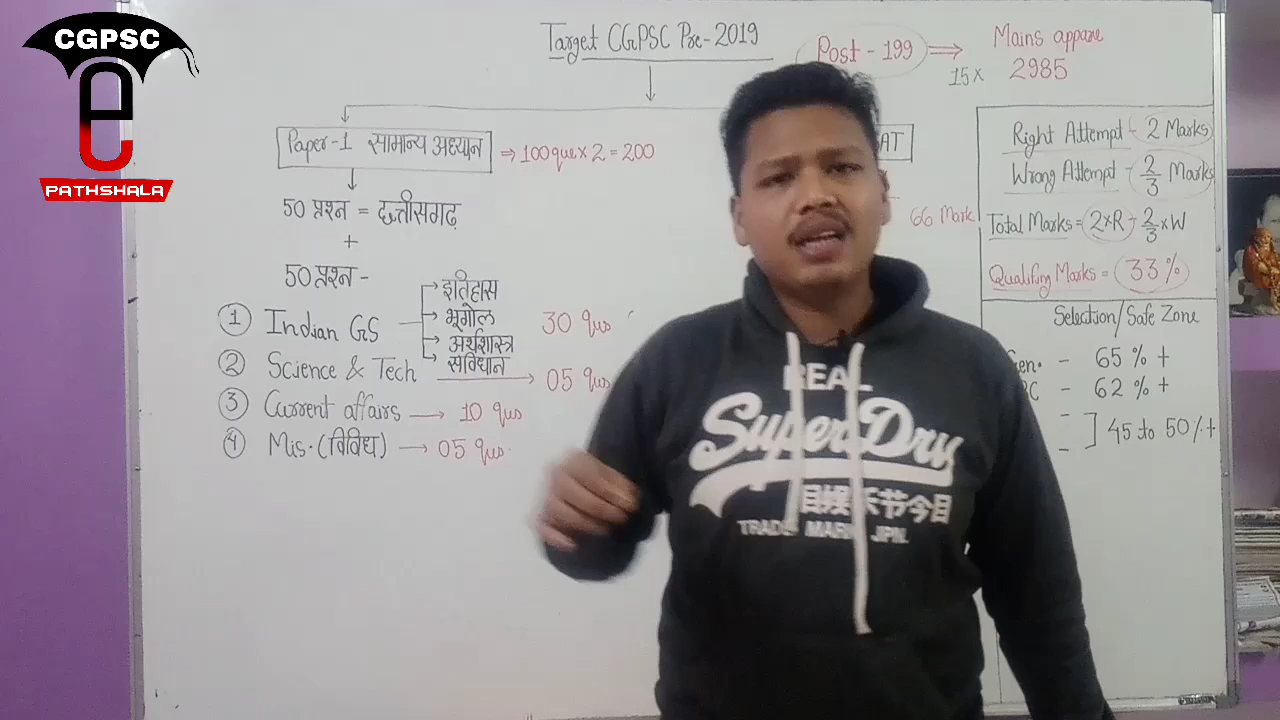 CGPSC
e
PATHSHALA
Target CGPSC Pre-2019
Post - 199 ⇒ 15x
Mains appare
2985
Paper-1 सामान्य अध्यान ⇒ 100 que x 2 = 200
AT
50 प्रश्न = छत्तीसगढ़
+
50 प्रश्न -
① Indian GS
→ इतिहास
→ भूगोल
→ अर्थशास्त्र
→ संविधान
30 qus
② Science & Tech → 05 qus
③ Current affairs → 10 qus
④ Mis. (विविध) → 05 qus.
66 Mark
Right Attempt - 2 Marks
Wrong Attempt - 2/3 Marks
Total Marks = 2xR - 2/3 x W
Qualifing Marks = 33%
Selection/Safe Zone
Gen. - 65% +
- 62% +
45 to 50%+
REAL
SuperDry
TRADE MARK JPN.